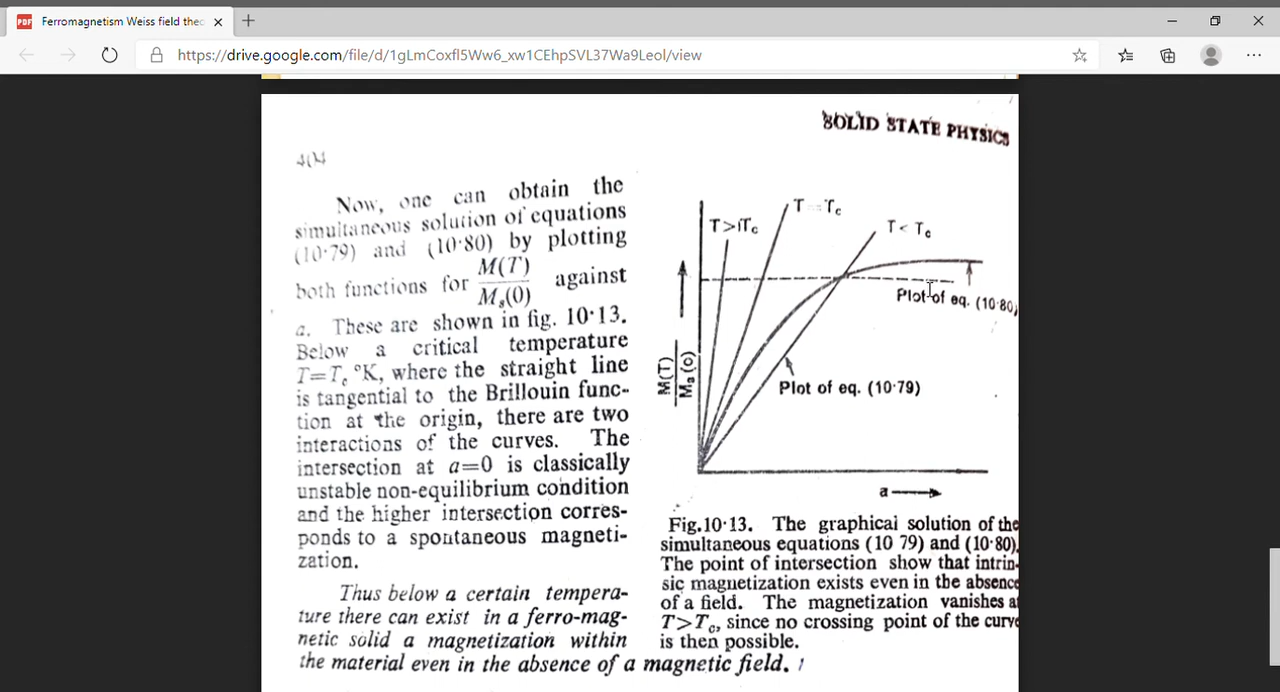 Ferromagnetism Weiss field theo
https://drive.google.com/file/d/1gLmCoxfl5Ww6_xw1CEhpSVL37Wa9Leol/view
SOLID STATE PHYSICS
404
Now, one can obtain the
simultaneous solution of equations
(10·79) and (10·80) by plotting
both functions for M(T)/Ms(0) against
a. These are shown in fig. 10·13.
Below a critical temperature
T=Tc °K, where the straight line
is tangential to the Brillouin func-
tion at the origin, there are two
interactions of the curves. The
intersection at a=0 is classically
unstable non-equilibrium condition
and the higher intersection corres-
ponds to a spontaneous magneti-
zation.
Thus below a certain tempera-
ture there can exist in a ferro-mag-
netic solid a magnetization within
the material even in the absence of a magnetic field.
T>Tc
T=Tc
T<Tc
Plot of eq. (10·80)
Plot of eq. (10·79)
M(T)
Ms(0)
a
Fig.10·13. The graphical solution of the
simultaneous equations (10 79) and (10·80).
The point of intersection show that intrin-
sic magnetization exists even in the absence
of a field. The magnetization vanishes at
T>Tc, since no crossing point of the curve
is then possible.